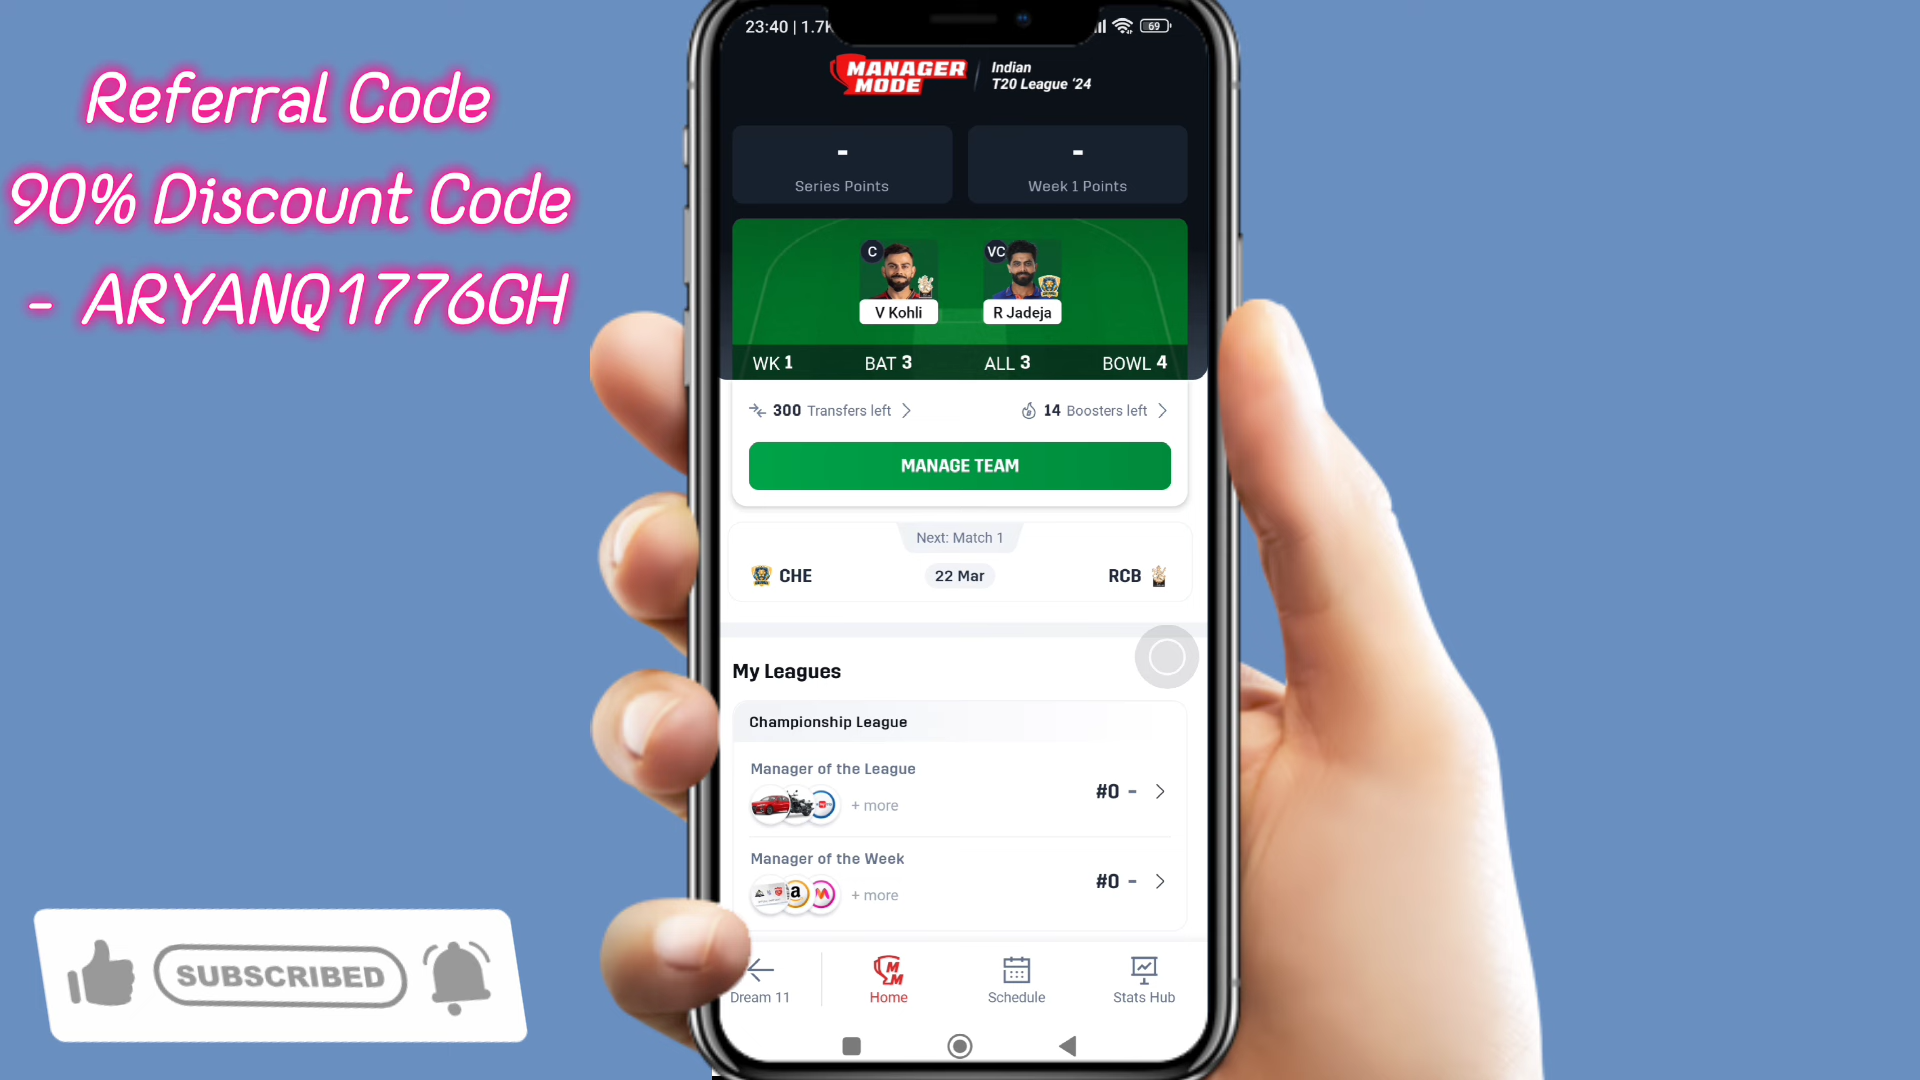 Referral Code
90% Discount Code
- ARYANQ1776GH
23:40 | 1.7K
69
MANAGER MODE
Indian
T20 League '24
-
Series Points
-
Week 1 Points
C
VC
V Kohli
R Jadeja
WK 1 BAT 3 ALL 3 BOWL 4
300 Transfers left
14 Boosters left
MANAGE TEAM
Next: Match 1
CHE 22 Mar RCB
My Leagues
Championship League
Manager of the League
+ more
#0 -
Manager of the Week
a
+ more
#0 -
Dream 11
MM
Home
Schedule
Stats Hub
SUBSCRIBED